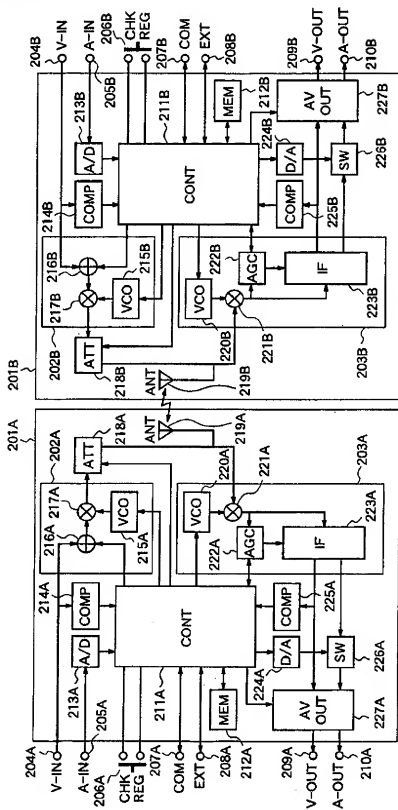 204B V-IN
A-IN
205B
206B
CHK
REG
207B COM
208B EXT
209B V-OUT
A-OUT 210B
213B
A/D
214B
COMP
211B
CONT
212B
MEM
224B
D/A
COMP
225B
AV OUT
227B
SW
226B
216B
217B
215B
VCO
202B
ATT
218B
ANT
219B
VCO
220B
221B
222B
AGC
IF
223B
203B
201B
201A
ANT
219A
218A
ATT
202A
217A
216A
VCO
215A
220A
VCO
221A
203A
222A
AGC
IF
223A
214A
COMP
A/D
213A
CONT
211A
COMP
225A
D/A
224A
SW
226A
MEM
212A
AV OUT
227A
204A V-IN
A-IN
205A
206A
CHK
REG
207A
COM
EXT
208A
209A V-OUT
A-OUT
210A